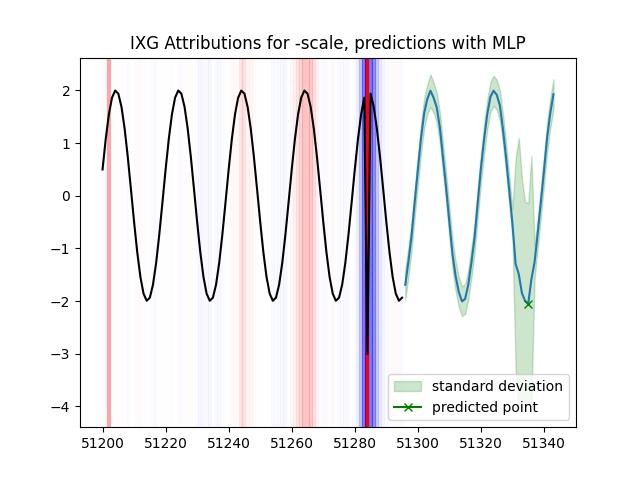 IXG Attributions for -scale, predictions with MLP
2
1
0
−1
−2
−3
−4
standard deviation
predicted point
51200 51220 51240 51260 51280 51300 51320 51340